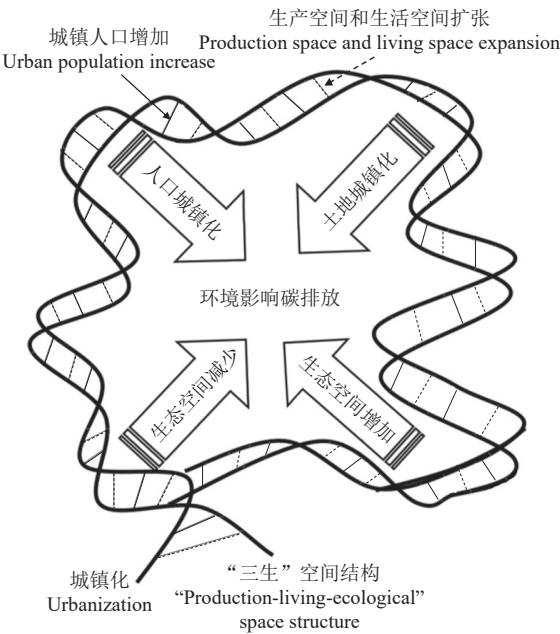 生产空间和生活空间扩张
Production space and living space expansion
城镇人口增加
Urban population increase
人口城镇化
土地城镇化
环境影响碳排放
生态空间减少
生态空间增加
城镇化
Urbanization
“三生”空间结构
“Production-living-ecological”
space structure